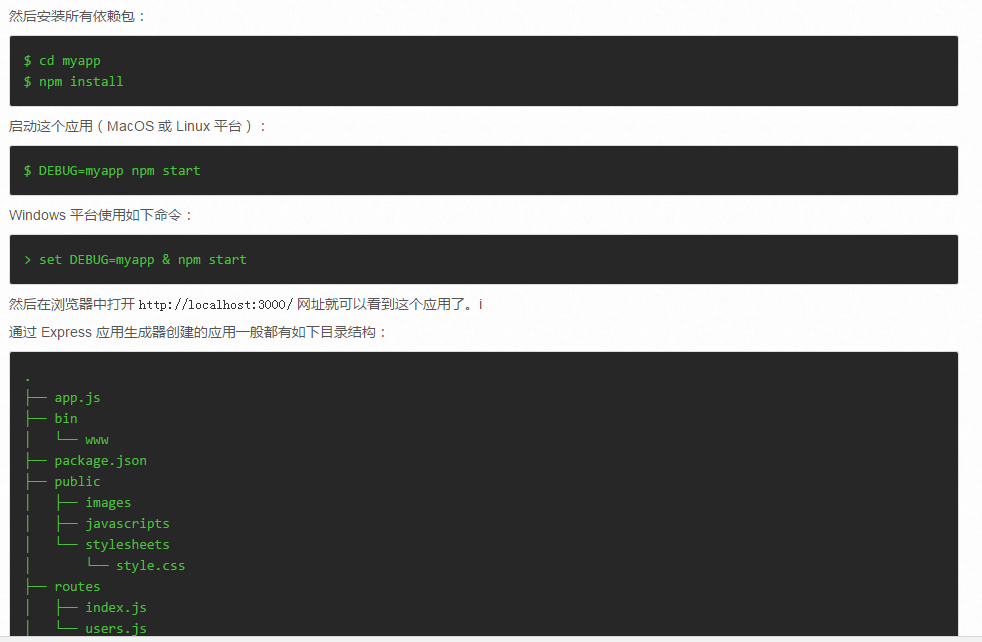 然后安装所有依赖包：
$ cd myapp
$ npm install
启动这个应用（MacOS 或 Linux 平台）：
$ DEBUG=myapp npm start
Windows 平台使用如下命令：
> set DEBUG=myapp & npm start
然后在浏览器中打开 http://localhost:3000/ 网址就可以看到这个应用了。i
通过 Express 应用生成器创建的应用一般都有如下目录结构：
.
├── app.js
├── bin
│   └── www
├── package.json
├── public
│   ├── images
│   ├── javascripts
│   └── stylesheets
│       └── style.css
├── routes
│   ├── index.js
│   └── users.js